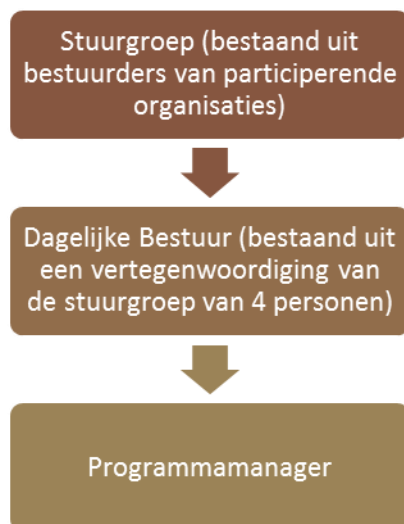 Stuurgroep (bestaand uit
bestuurders van participerende
organisaties)
Dagelijke Bestuur (bestaand uit
een vertegenwoordiging van
de stuurgroep van 4 personen)
Programmamanager